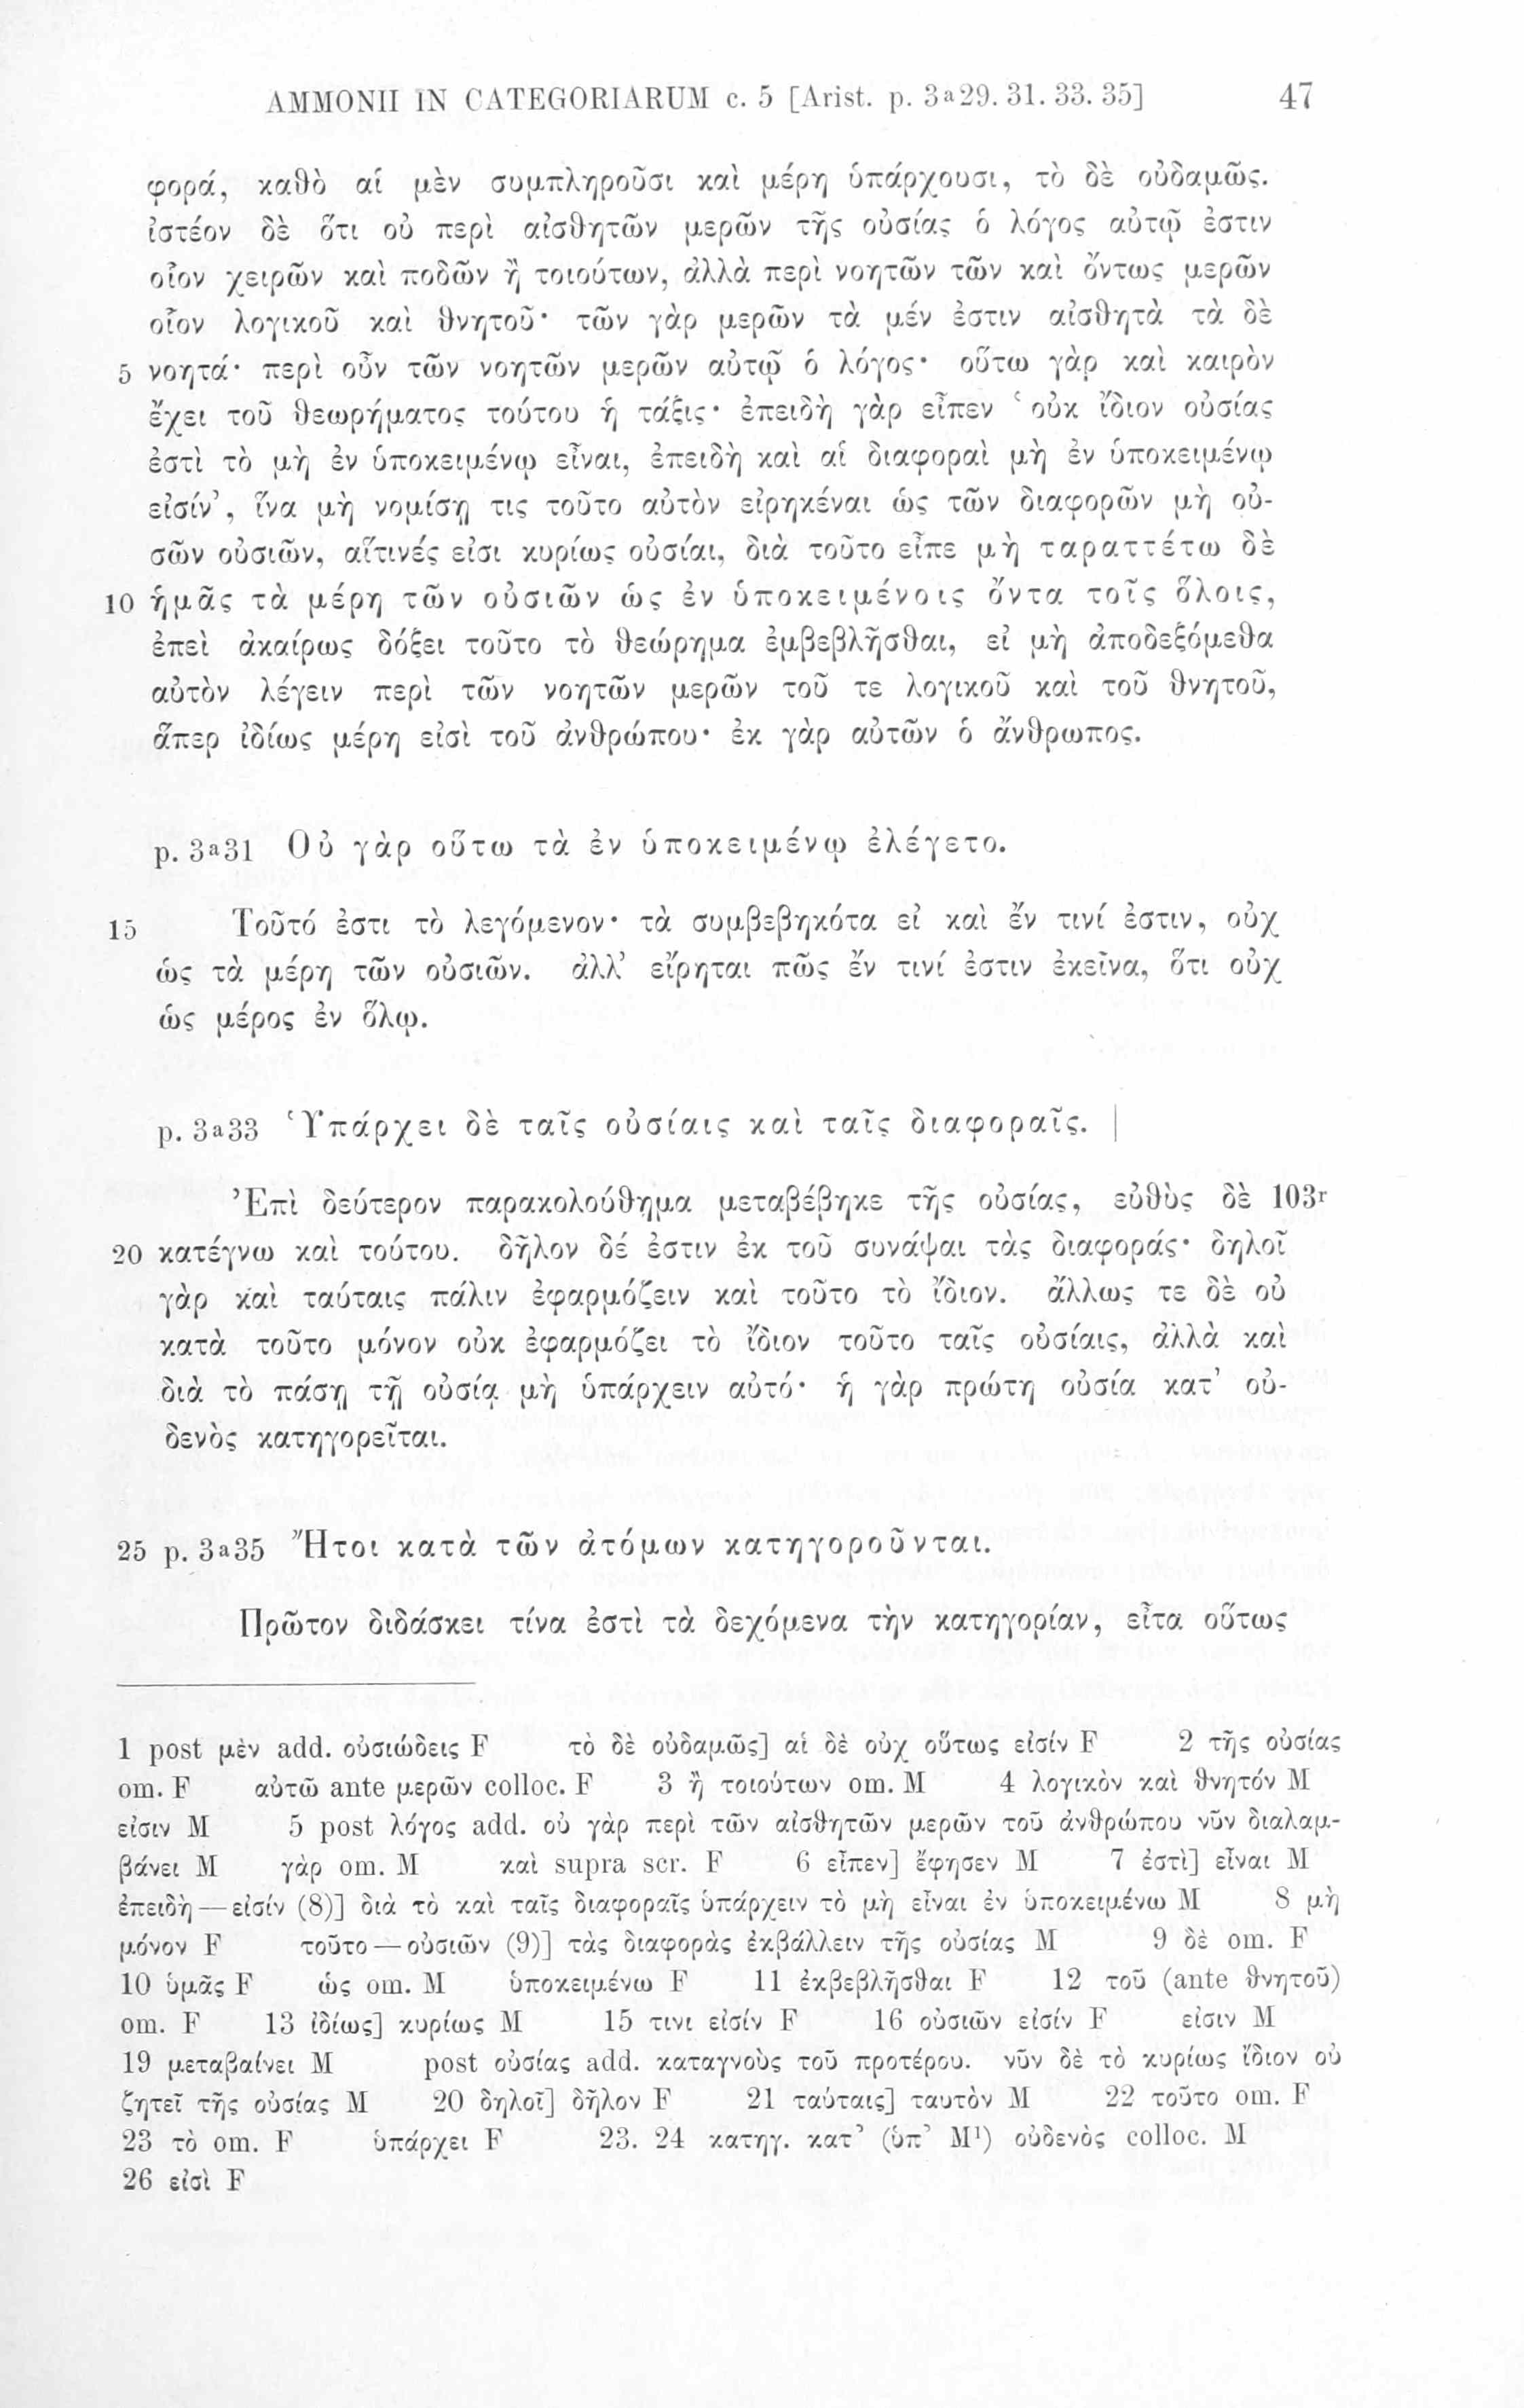 AMMONII IN CATEGORIARUM c. 5 [Arist. p. 3a29. 31. 33. 35] 47
φορά, καθὸ αἱ μὲν συμπληροῦσι καὶ μέρη ὑπάρχουσι, τὸ δὲ οὐδαμῶς.
ἰστέον δὲ ὅτι οὐ περὶ αἰσθητῶν μερῶν τῆς οὐσίας ὁ λόγος αὐτῷ ἐστιν
οἷον χειρῶν καὶ ποδῶν ἢ τοιούτων, ἀλλὰ περὶ νοητῶν τῶν καὶ ὄντως μερῶν
οἷον λογικοῦ καὶ θνητοῦ· τῶν γὰρ μερῶν τὰ μέν ἐστιν αἰσθητὰ τὰ δὲ
5 νοητά· περὶ οὖν τῶν νοητῶν μερῶν αὐτῷ ὁ λόγος· οὕτω γὰρ καὶ καιρὸν
ἔχει τοῦ θεωρήματος τούτου ἡ τάξις· ἐπειδὴ γὰρ εἶπεν ‘οὐκ ἴδιον οὐσίας
ἐστὶ τὸ μὴ ἐν ὑποκειμένῳ εἶναι, ἐπειδὴ καὶ αἱ διαφοραὶ μὴ ἐν ὑποκειμένῳ
εἰσίν’, ἵνα μὴ νομίσῃ τις τοῦτο αὐτὸν εἰρηκέναι ὡς τῶν διαφορῶν μὴ οὐ-
σῶν οὐσιῶν, αἵτινές εἰσι κυρίως οὐσίαι, διὰ τοῦτο εἶπε μὴ ταραττέτω δὲ
10 ἡμᾶς τὰ μέρη τῶν οὐσιῶν ὡς ἐν ὑποκειμένοις ὄντα τοῖς ὅλοις,
ἐπεὶ ἀκαίρως δόξει τοῦτο τὸ θεώρημα ἐμβεβλῆσθαι, εἰ μὴ ἀποδεξόμεθα
αὐτὸν λέγειν περὶ τῶν νοητῶν μερῶν τοῦ τε λογικοῦ καὶ τοῦ θνητοῦ,
ἅπερ ἰδίως μέρη εἰσὶ τοῦ ἀνθρώπου· ἐκ γὰρ αὐτῶν ὁ ἄνθρωπος.
p. 3a31 Οὐ γὰρ οὕτω τὰ ἐν ὑποκειμένῳ ἐλέγετο.
15 Τοῦτό ἐστι τὸ λεγόμενον· τὰ συμβεβηκότα εἰ καὶ ἔν τινί ἐστιν, οὐχ
ὡς τὰ μέρη τῶν οὐσιῶν. ἀλλ’ εἴρηται πῶς ἔν τινί ἐστιν ἐκεῖνα, ὅτι οὐχ
ὡς μέρος ἐν ὅλῳ.
p. 3a33 Ὑπάρχει δὲ ταῖς οὐσίαις καὶ ταῖς διαφοραῖς. |
Ἐπὶ δεύτερον παρακολούθημα μεταβέβηκε τῆς οὐσίας, εὐθὺς δὲ 103r
20 κατέγνω καὶ τούτου. δῆλον δέ ἐστιν ἐκ τοῦ συνάψαι τὰς διαφοράς· δηλοῖ
γὰρ καὶ ταύταις πάλιν ἐφαρμόζειν καὶ τοῦτο τὸ ἴδιον. ἄλλως τε δὲ οὐ
κατὰ τοῦτο μόνον οὐκ ἐφαρμόζει τὸ ἴδιον τοῦτο ταῖς οὐσίαις, ἀλλὰ καὶ
διὰ τὸ πάσῃ τῇ οὐσίᾳ μὴ ὑπάρχειν αὐτό· ἡ γὰρ πρώτη οὐσία κατ’ οὐ-
δενὸς κατηγορεῖται.
25 p. 3a35 Ἤτοι κατὰ τῶν ἀτόμων κατηγοροῦνται.
Πρῶτον διδάσκει τίνα ἐστὶ τὰ δεχόμενα τὴν κατηγορίαν, εἶτα οὕτως
1 post μὲν add. οὐσιώδεις F τὸ δὲ οὐδαμῶς] αἱ δὲ οὐχ οὕτως εἰσίν F 2 τῆς οὐσίας
om. F αὐτῶ ante μερῶν colloc. F 3 ἢ τοιούτων om. M 4 λογικὸν καὶ θνητόν M
εἰσιν M 5 post λόγος add. οὐ γὰρ περὶ τῶν αἰσθητῶν μερῶν τοῦ ἀνθρώπου νῦν διαλαμ-
βάνει M γὰρ om. M καὶ supra scr. F 6 εἶπεν] ἔφησεν M 7 ἐστὶ] εἶναι M
ἐπειδὴ—εἰσίν (8)] διὰ τὸ καὶ ταῖς διαφοραῖς ὑπάρχειν τὸ μὴ εἶναι ἐν ὑποκειμένω M 8 μὴ
μόνον F τοῦτο—οὐσιῶν (9)] τὰς διαφορὰς ἐκβάλλειν τῆς οὐσίας M 9 δὲ om. F
10 ὑμᾶς F ὡς om. M ὑποκειμένω F 11 ἐκβεβλῆσθαι F 12 τοῦ (ante θνητοῦ)
om. F 13 ἰδίως] κυρίως M 15 τινι εἰσίν F 16 οὐσιῶν εἰσίν F εἰσιν M
19 μεταβαίνει M post οὐσίας add. καταγνοὺς τοῦ προτέρου. νῦν δὲ τὸ κυρίως ἴδιον οὐ
ζητεῖ τῆς οὐσίας M 20 δηλοῖ] δῆλον F 21 ταύταις] ταυτὸν M 22 τοῦτο om. F
23 τὸ om. F ὑπάρχει F 23. 24 κατηγ. κατ’ (ὑπ’ M¹) οὐδενὸς colloc. M
26 εἰσὶ F